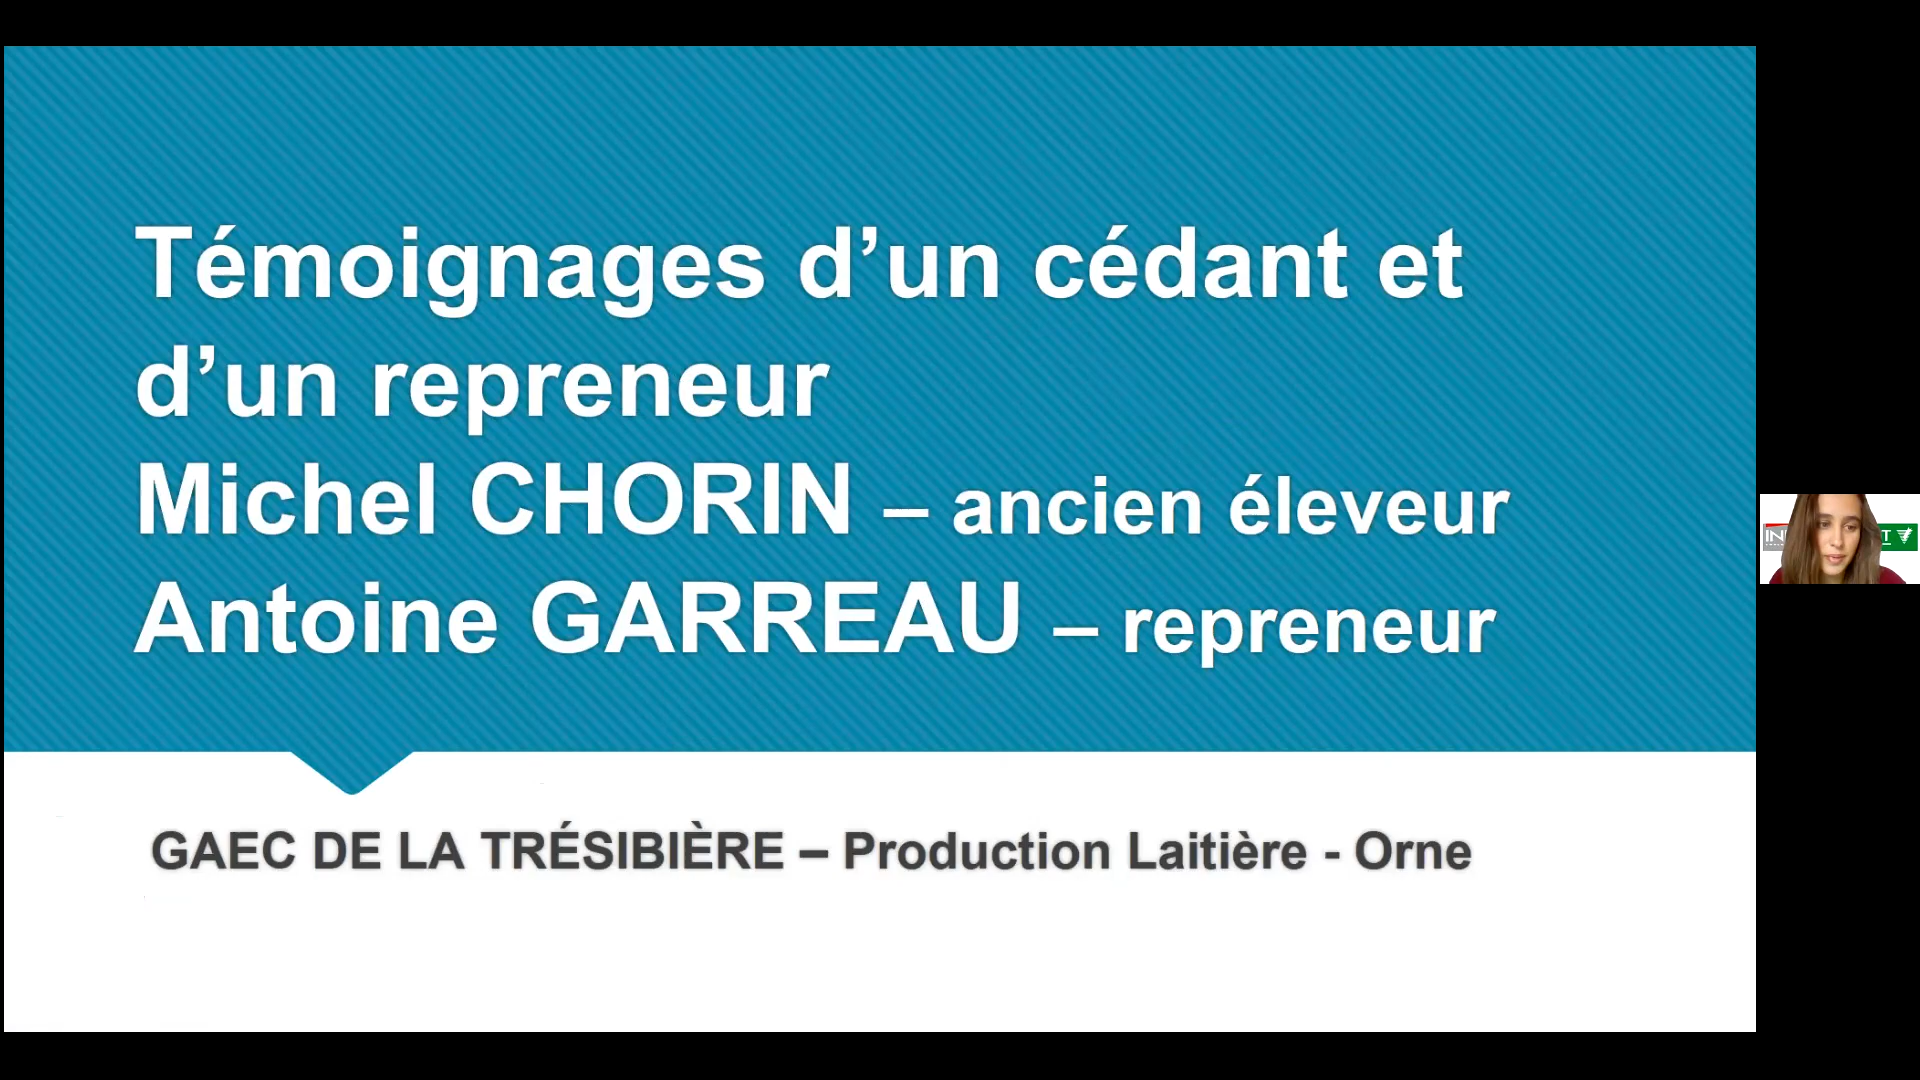 Témoignages d’un cédant et
d’un repreneur
Michel CHORIN – ancien éleveur
Antoine GARREAU – repreneur
GAEC DE LA TRÉSIBIÈRE – Production Laitière - Orne